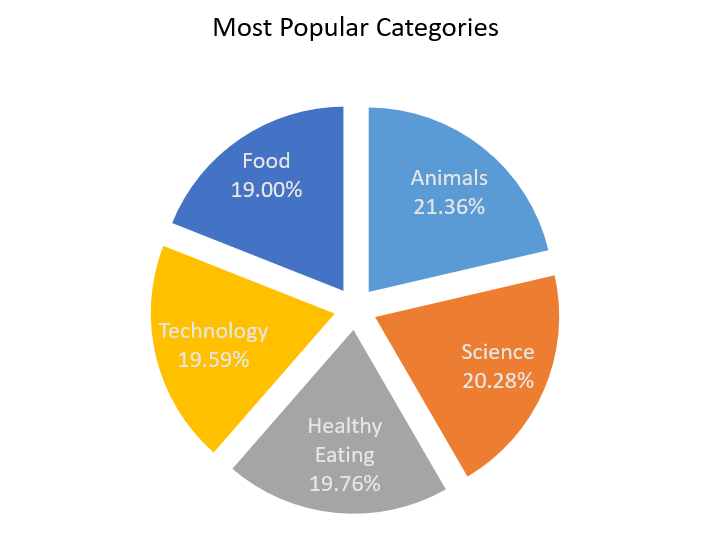 Most Popular Categories
Food
19.00%
Animals
21.36%
Technology
19.59%
Science
20.28%
Healthy
Eating
19.76%